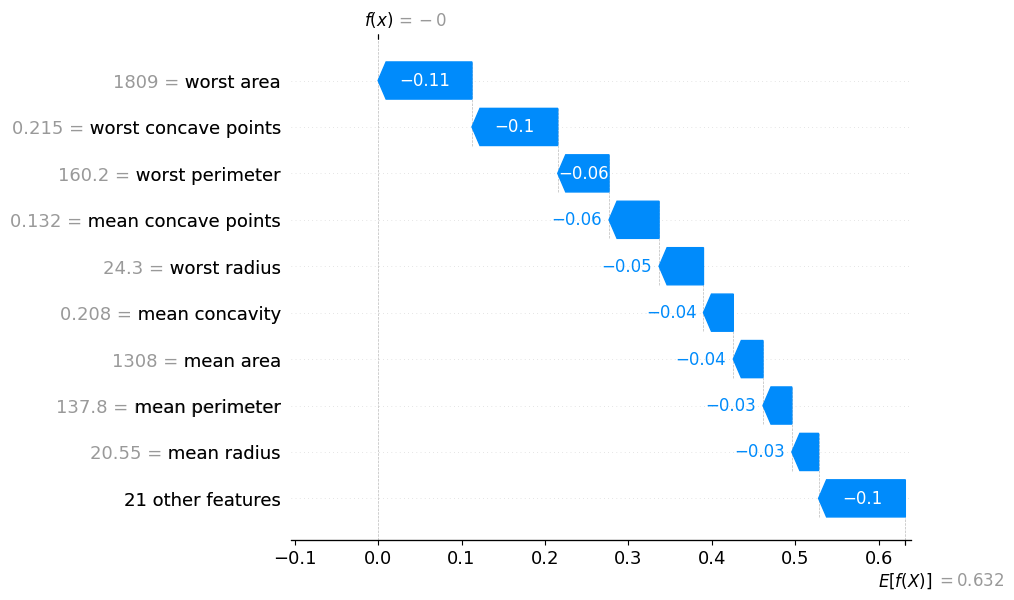 f(x) = −0
1809 = worst area −0.11
0.215 = worst concave points −0.1
160.2 = worst perimeter −0.06
0.132 = mean concave points −0.06
24.3 = worst radius −0.05
0.208 = mean concavity −0.04
1308 = mean area −0.04
137.8 = mean perimeter −0.03
20.55 = mean radius −0.03
21 other features −0.1
−0.1 0.0 0.1 0.2 0.3 0.4 0.5 0.6
E[f(X)] = 0.632